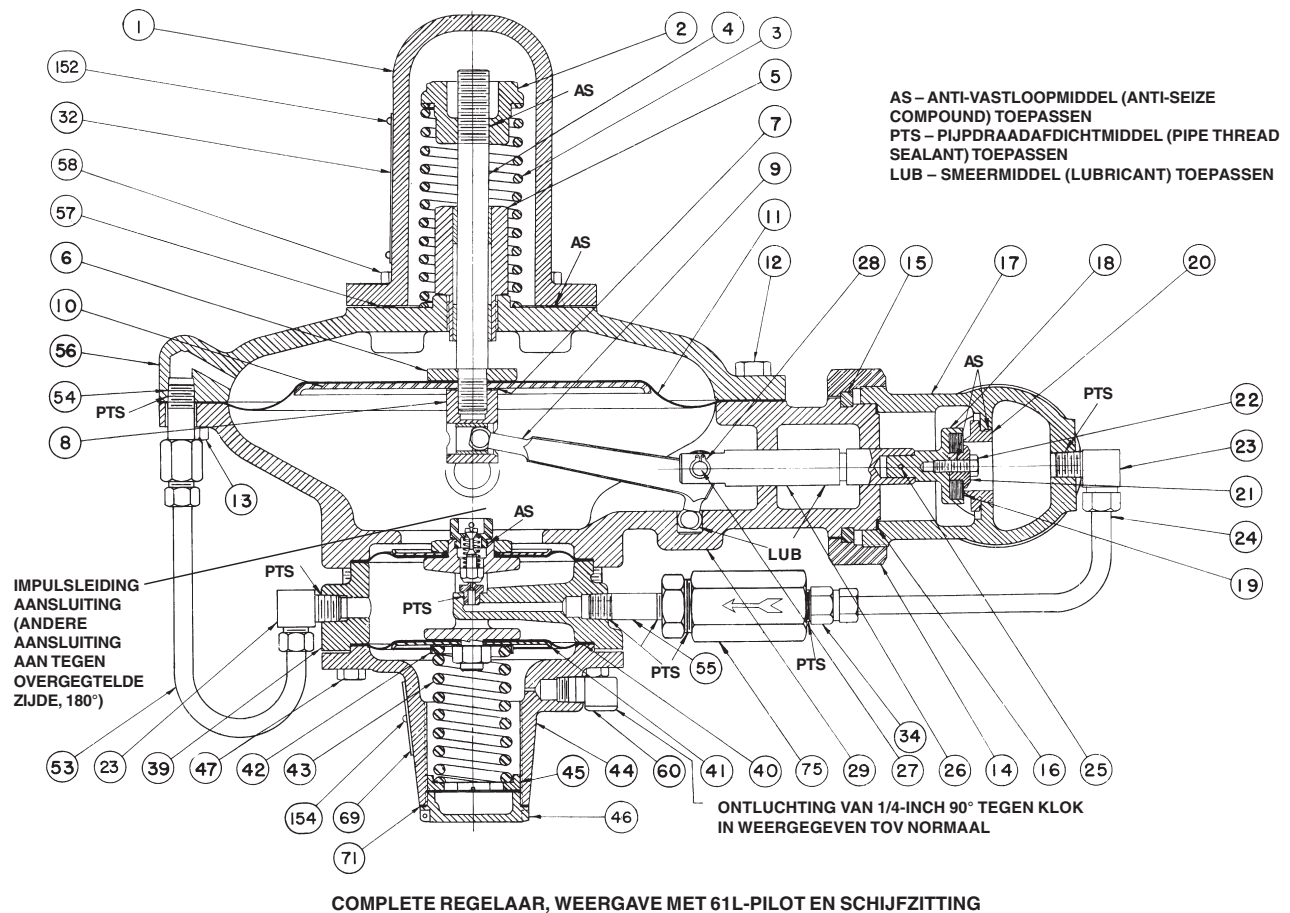 1
2
4
3
152
5
AS
AS – ANTI-VASTLOOPMIDDEL (ANTI-SEIZE
COMPOUND) TOEPASSEN
PTS – PIJPDRAADAFDICHTMIDDEL (PIPE THREAD
SEALANT) TOEPASSEN
LUB – SMEERMIDDEL (LUBRICANT) TOEPASSEN
32
7
58
9
57
11
AS
6
12
28
15
17
18
20
10
56
AS
54
PTS
PTS
22
8
23
13
21
24
AS
LUB
19
IMPULSLEIDING
AANSLUITING
(ANDERE
AANSLUITING
AAN TEGEN
OVERGEGTELDE
ZIJDE, 180°)
PTS
PTS
PTS
55
PTS
34
53
23
39
47
42
43
45
44
60
41
40
75
29
27
26
14
16
25
154
69
46
ONTLUCHTING VAN 1/4-INCH 90° TEGEN KLOK
IN WEERGEGEVEN TOV NORMAAL
71
COMPLETE REGELAAR, WEERGAVE MET 61L-PILOT EN SCHIJFZITTING